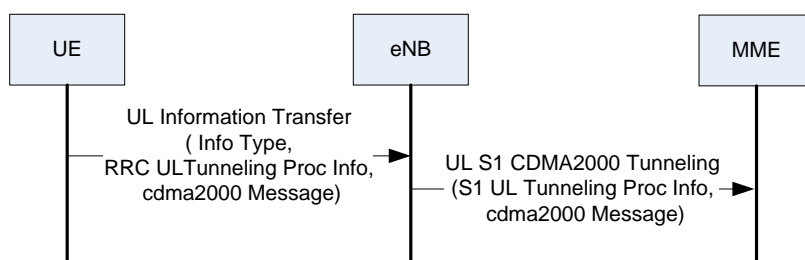 UE
eNB
MME
UL Information Transfer
( Info Type,
RRC ULTunneling Proc Info,
cdma2000 Message)
UL S1 CDMA2000 Tunneling
(S1 UL Tunneling Proc Info,
cdma2000 Message)